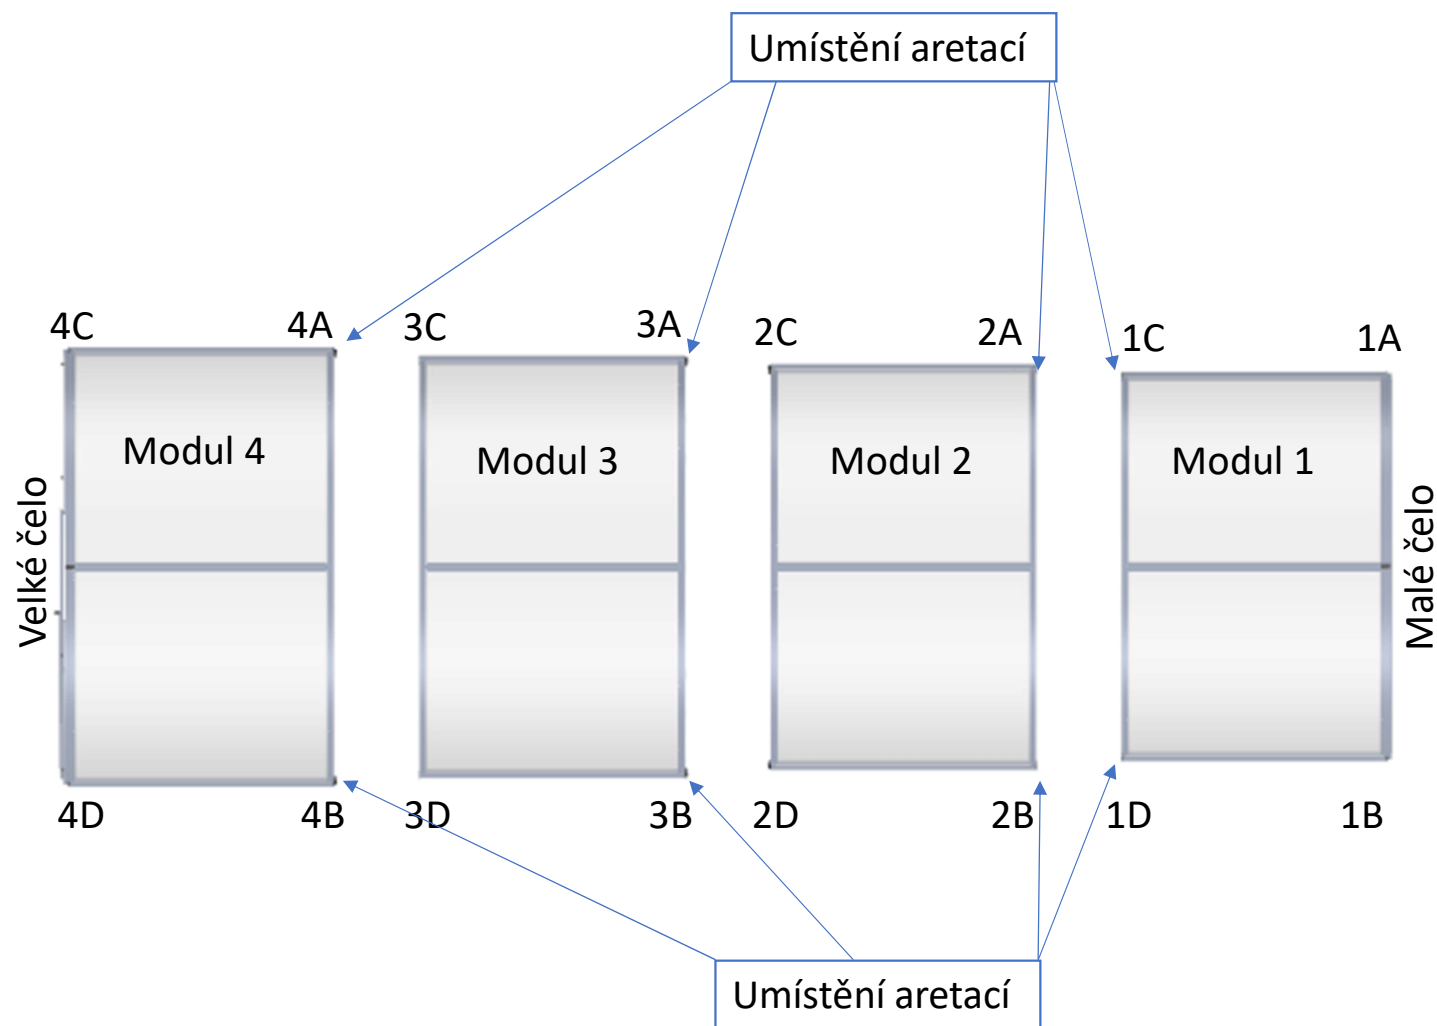 Umístění aretací
4C
4A
3C
3A
2C
2A
1C
1A
Modul 4
Modul 3
Modul 2
Modul 1
Velké čelo
Malé čelo
4D
4B
3D
3B
2D
2B
1D
1B
Umístění aretací